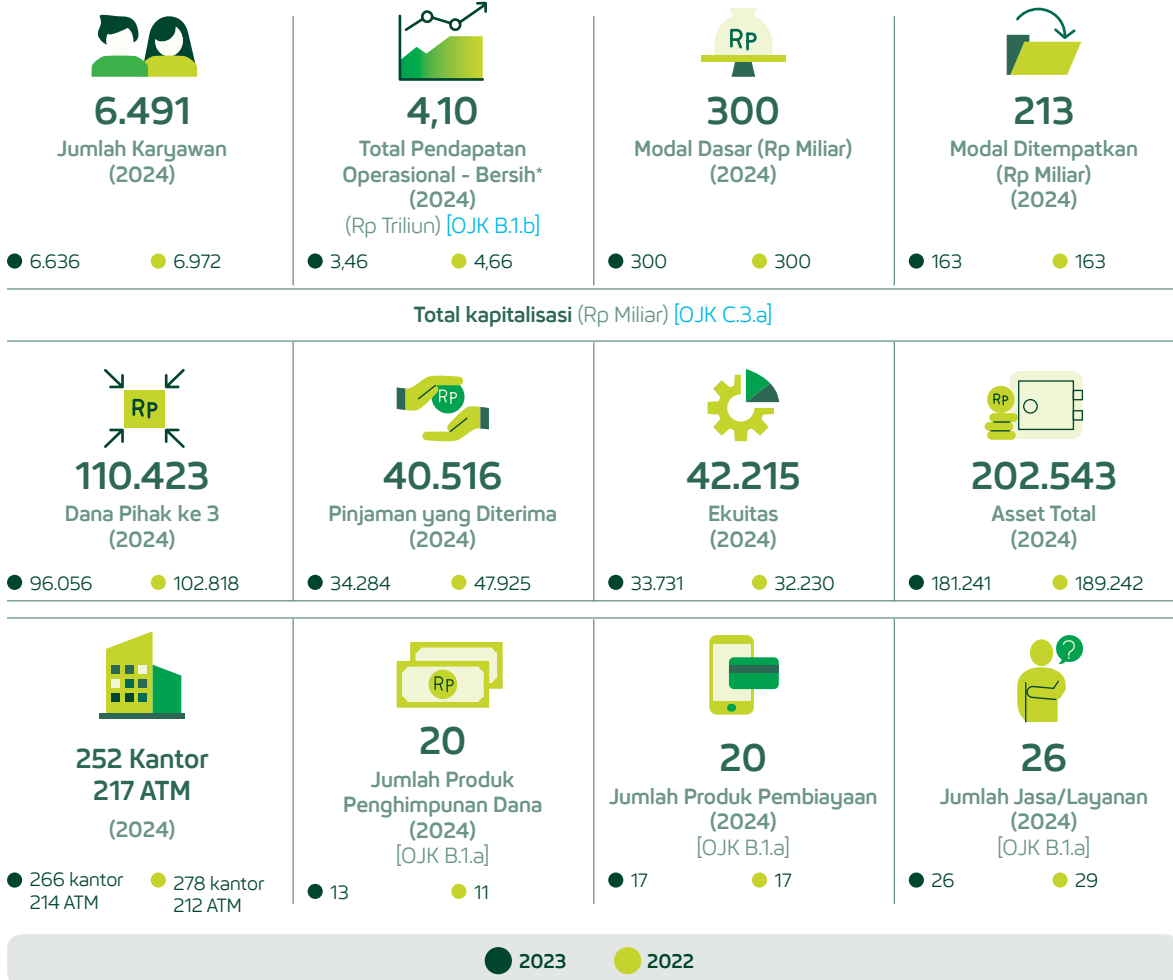 6.491
Jumlah Karyawan
(2024)
6.636
6.972
4,10
Total Pendapatan
Operasional - Bersih*
(2024)
(Rp Triliun) [OJK B.1.b]
3,46
4,66
Rp
300
Modal Dasar (Rp Miliar)
(2024)
300
300
213
Modal Ditempatkan
(Rp Miliar)
(2024)
163
163
Total kapitalisasi (Rp Miliar) [OJK C.3.a]
Rp
110.423
Dana Pihak ke 3
(2024)
96.056
102.818
RP
40.516
Pinjaman yang Diterima
(2024)
34.284
47.925
42.215
Ekuitas
(2024)
33.731
32.230
RP
202.543
Asset Total
(2024)
181.241
189.242
252 Kantor
217 ATM
(2024)
266 kantor
214 ATM
278 kantor
212 ATM
RP
20
Jumlah Produk
Penghimpunan Dana
(2024)
[OJK B.1.a]
13
11
20
Jumlah Produk Pembiayaan
(2024)
[OJK B.1.a]
17
17
?
26
Jumlah Jasa/Layanan
(2024)
[OJK B.1.a]
26
29
2023
2022